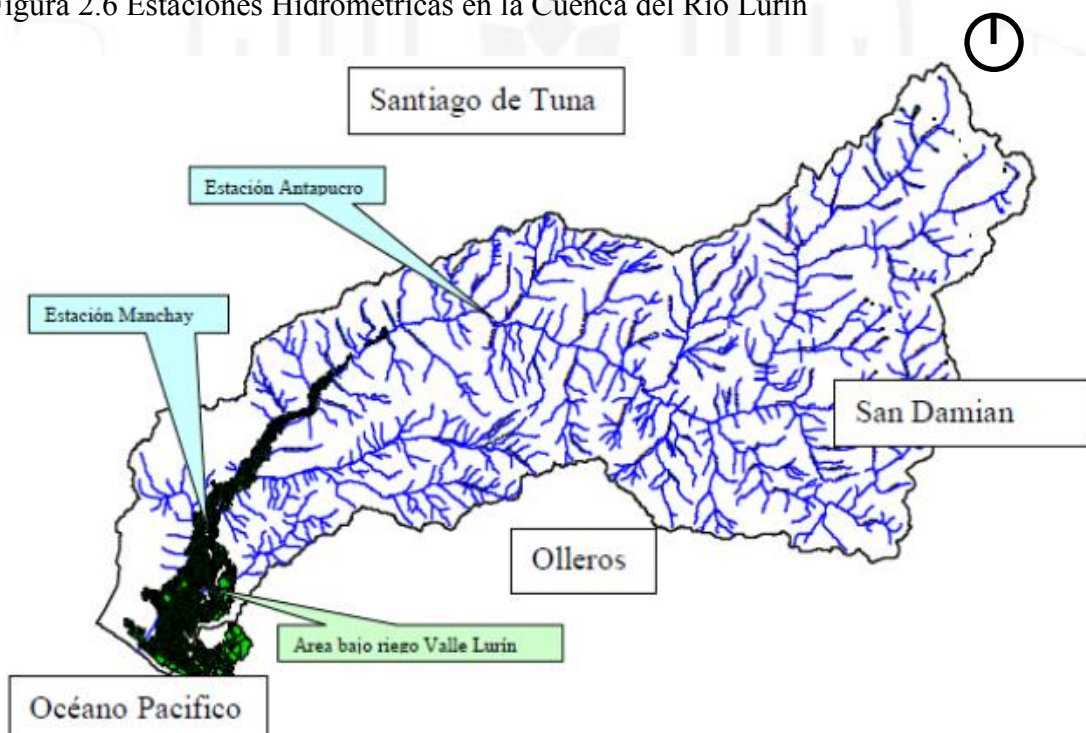 Figura 2.6 Estaciones Hidrométricas en la Cuenca del Río Lurín
Santiago de Tuna
Estación Antapucro
Estación Manchay
San Damian
Olleros
Area bajo riego Valle Lurín
Océano Pacifico